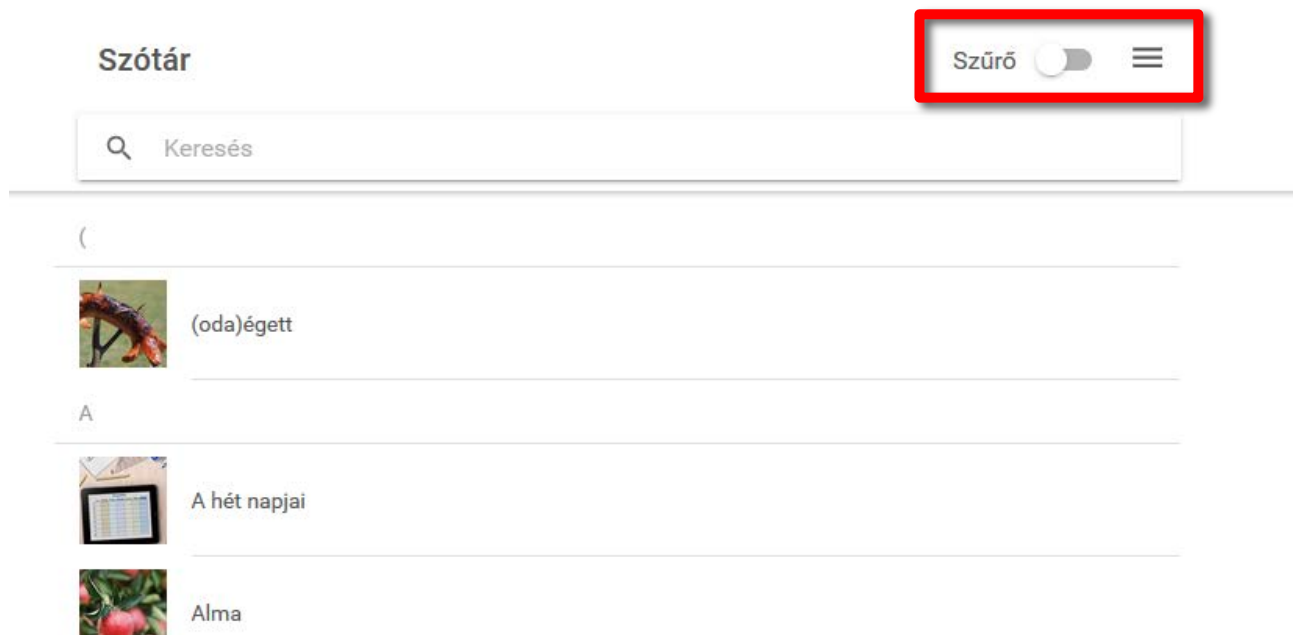 Szótár
Szűrő
Keresés
(
(oda)égett
A
A hét napjai
Alma